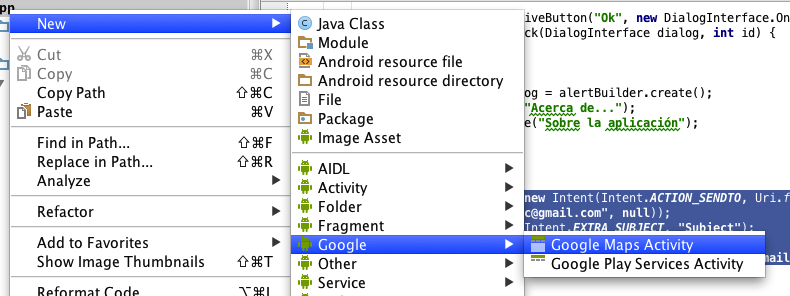 pp
New
Cut ⌘X
Copy ⌘C
Copy Path ⇧⌘C
Paste ⌘V
Find in Path... ⇧⌘F
Replace in Path... ⇧⌘R
Analyze
Refactor
Add to Favorites
Show Image Thumbnails ⇧⌘T
Reformat Code ⌥⌘L
Java Class
Module
Android resource file
Android resource directory
File
Package
Image Asset
AIDL
Activity
Folder
Fragment
Google
Other
Service
Google Maps Activity
Google Play Services Activity
iveButton("Ok", new DialogInterface.On
ck(DialogInterface dialog, int id) {
og = alertBuilder.create();
"Acerca de...");
e("Sobre la aplicación");
new Intent(Intent.ACTION_SENDTO, Uri.f
c@gmail.com", null));
Intent.EXTRA_SUBJECT, "Subject");
mail